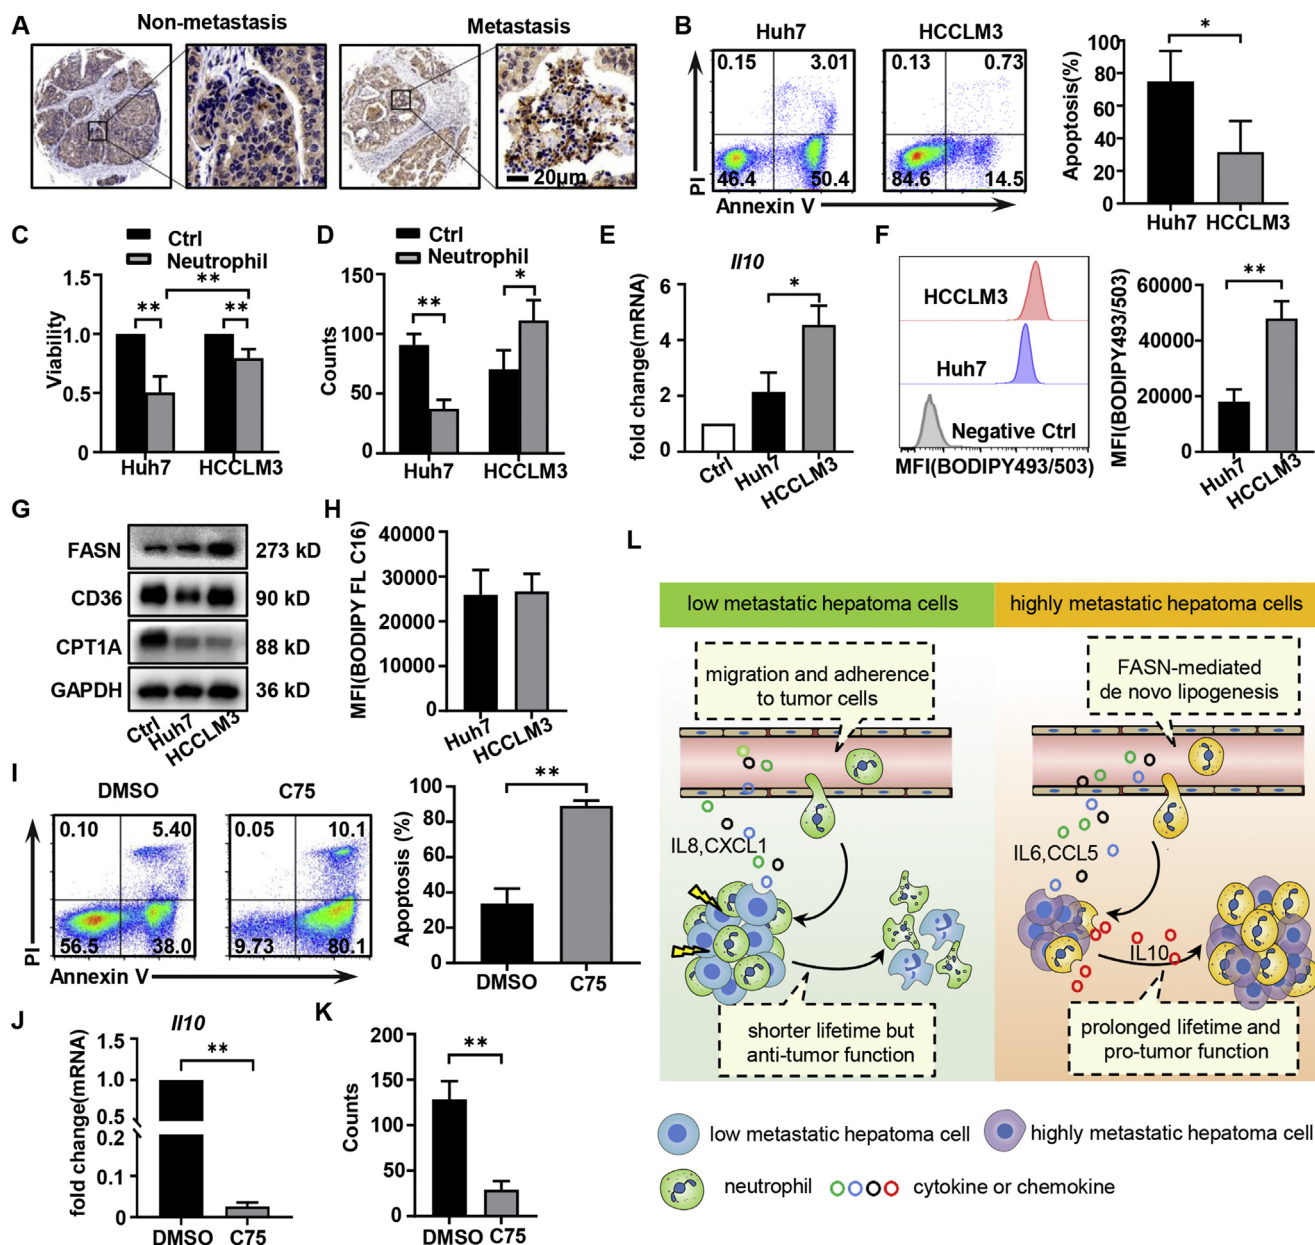 A
Non-metastasis
Metastasis
20μm
B
Huh7
HCCLM3
0.15
3.01
0.13
0.73
46.4
50.4
84.6
14.5
PI
Annexin V
Apoptosis(%)
100
80
60
40
20
0
*
Huh7 HCCLM3
C
Ctrl
Neutrophil
Viability
1.5
1.0
0.5
0
**
**
**
Huh7 HCCLM3
D
Ctrl
Neutrophil
Counts
150
100
50
0
**
*
Huh7 HCCLM3
E
Il10
fold change(mRNA)
6
4
2
0
*
Ctrl
Huh7
HCCLM3
F
HCCLM3
Huh7
Negative Ctrl
MFI(BODIPY493/503)
MFI(BODIPY493/503)
60000
40000
20000
0
**
Huh7
HCCLM3
G
FASN 273 kD
CD36 90 kD
CPT1A 88 kD
GAPDH 36 kD
Ctrl
Huh7
HCCLM3
H
MFI(BODIPY FL C16)
40000
30000
20000
10000
0
Huh7
HCCLM3
I
DMSO
C75
0.10
5.40
0.05
10.1
56.5
38.0
9.73
80.1
PI
Annexin V
Apoptosis (%)
100
80
60
40
20
0
**
DMSO C75
J
Il10
fold change(mRNA)
1.5
1.0
0.5
0.2
0.1
0
**
DMSO C75
K
Counts
200
150
100
50
0
**
DMSO C75
L
low metastatic hepatoma cells
highly metastatic hepatoma cells
migration and adherence
to tumor cells
FASN-mediated
de novo lipogenesis
IL8,CXCL1
IL6,CCL5
IL10
shorter lifetime but
anti-tumor function
prolonged lifetime and
pro-tumor function
low metastatic hepatoma cell
highly metastatic hepatoma cell
neutrophil
cytokine or chemokine